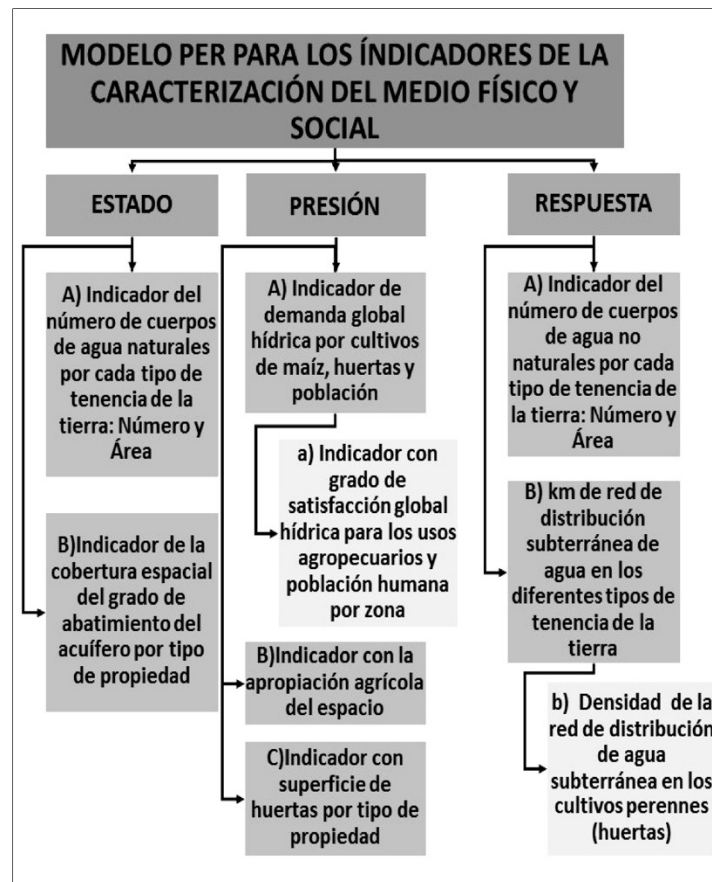 MODELO PER PARA LOS ÍNDICADORES DE LA
CARACTERIZACIÓN DEL MEDIO FÍSICO Y
SOCIAL
ESTADO
A) Indicador del
número de cuerpos
de agua naturales
por cada tipo de
tenencia de la
tierra: Número y
Área
B)Indicador de la
cobertura espacial
del grado de
abatimiento del
acuífero por tipo
de propiedad
PRESIÓN
A) Indicador de
demanda global
hídrica por cultivos
de maíz, huertas y
población
a) Indicador con
grado de
satisfacción global
hídrica para los usos
agropecuarios y
población humana
por zona
B)Indicador con la
apropiación agrícola
del espacio
C)Indicador con
superficie de
huertas por tipo de
propiedad
RESPUESTA
A) Indicador del
número de cuerpos
de agua no
naturales por cada
tipo de tenencia de
la tierra: Número y
Área
B) km de red de
distribución
subterránea de
agua en los
diferentes tipos de
tenencia de la
tierra
b) Densidad de la
red de distribución
de agua
subterránea en los
cultivos perennes
(huertas)